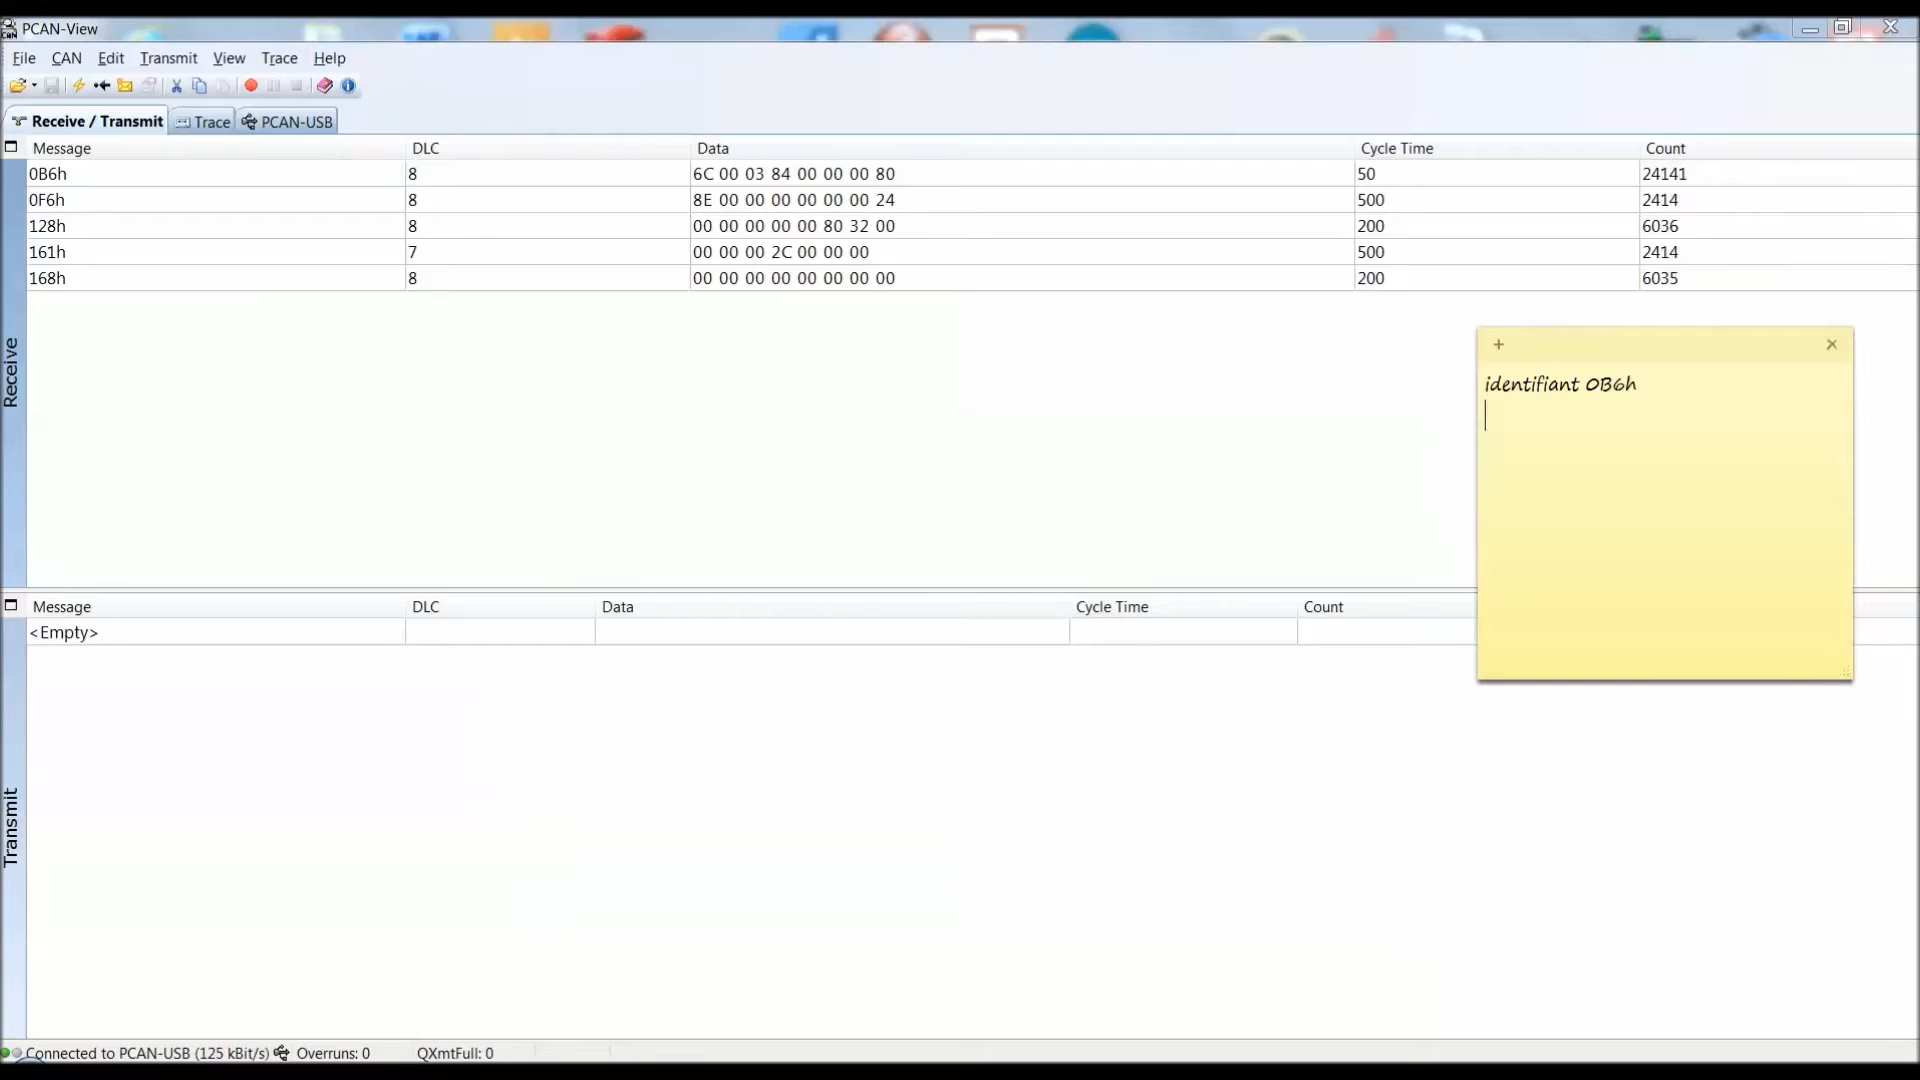 PCAN-View
File CAN Edit Transmit View Trace Help
Receive / Transmit Trace PCAN-USB
Message DLC Data Cycle Time Count
0B6h 8 6C 00 03 84 00 00 00 80 50 24141
0F6h 8 8E 00 00 00 00 00 00 24 500 2414
128h 8 00 00 00 00 00 80 32 00 200 6036
161h 7 00 00 00 2C 00 00 00 500 2414
168h 8 00 00 00 00 00 00 00 00 200 6035
Receive
+ ×
identifiant 0B6h
Message DLC Data Cycle Time Count
<Empty>
Transmit
Connected to PCAN-USB (125 kBit/s) Overruns: 0 QXmtFull: 0